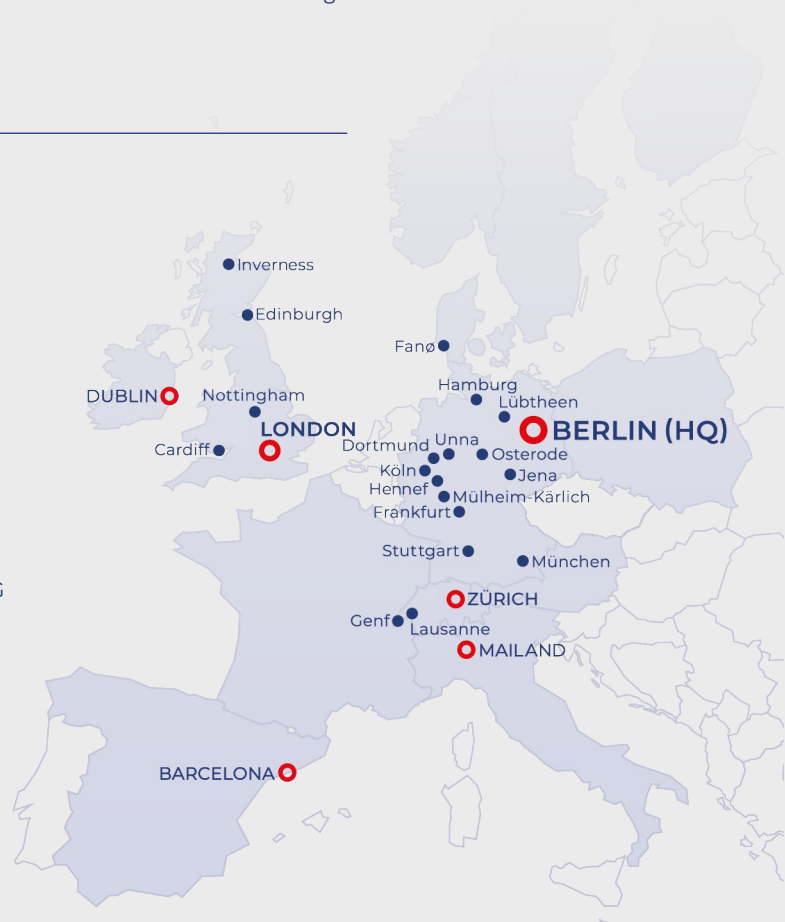 Inverness
Edinburgh
Fanø
DUBLIN
Nottingham
Hamburg
Lübtheen
LONDON
BERLIN (HQ)
Cardiff
Dortmund
Unna
Osterode
Köln
Jena
Hennef
Mülheim-Kärlich
Frankfurt
Stuttgart
München
ZÜRICH
Genf
Lausanne
MAILAND
BARCELONA